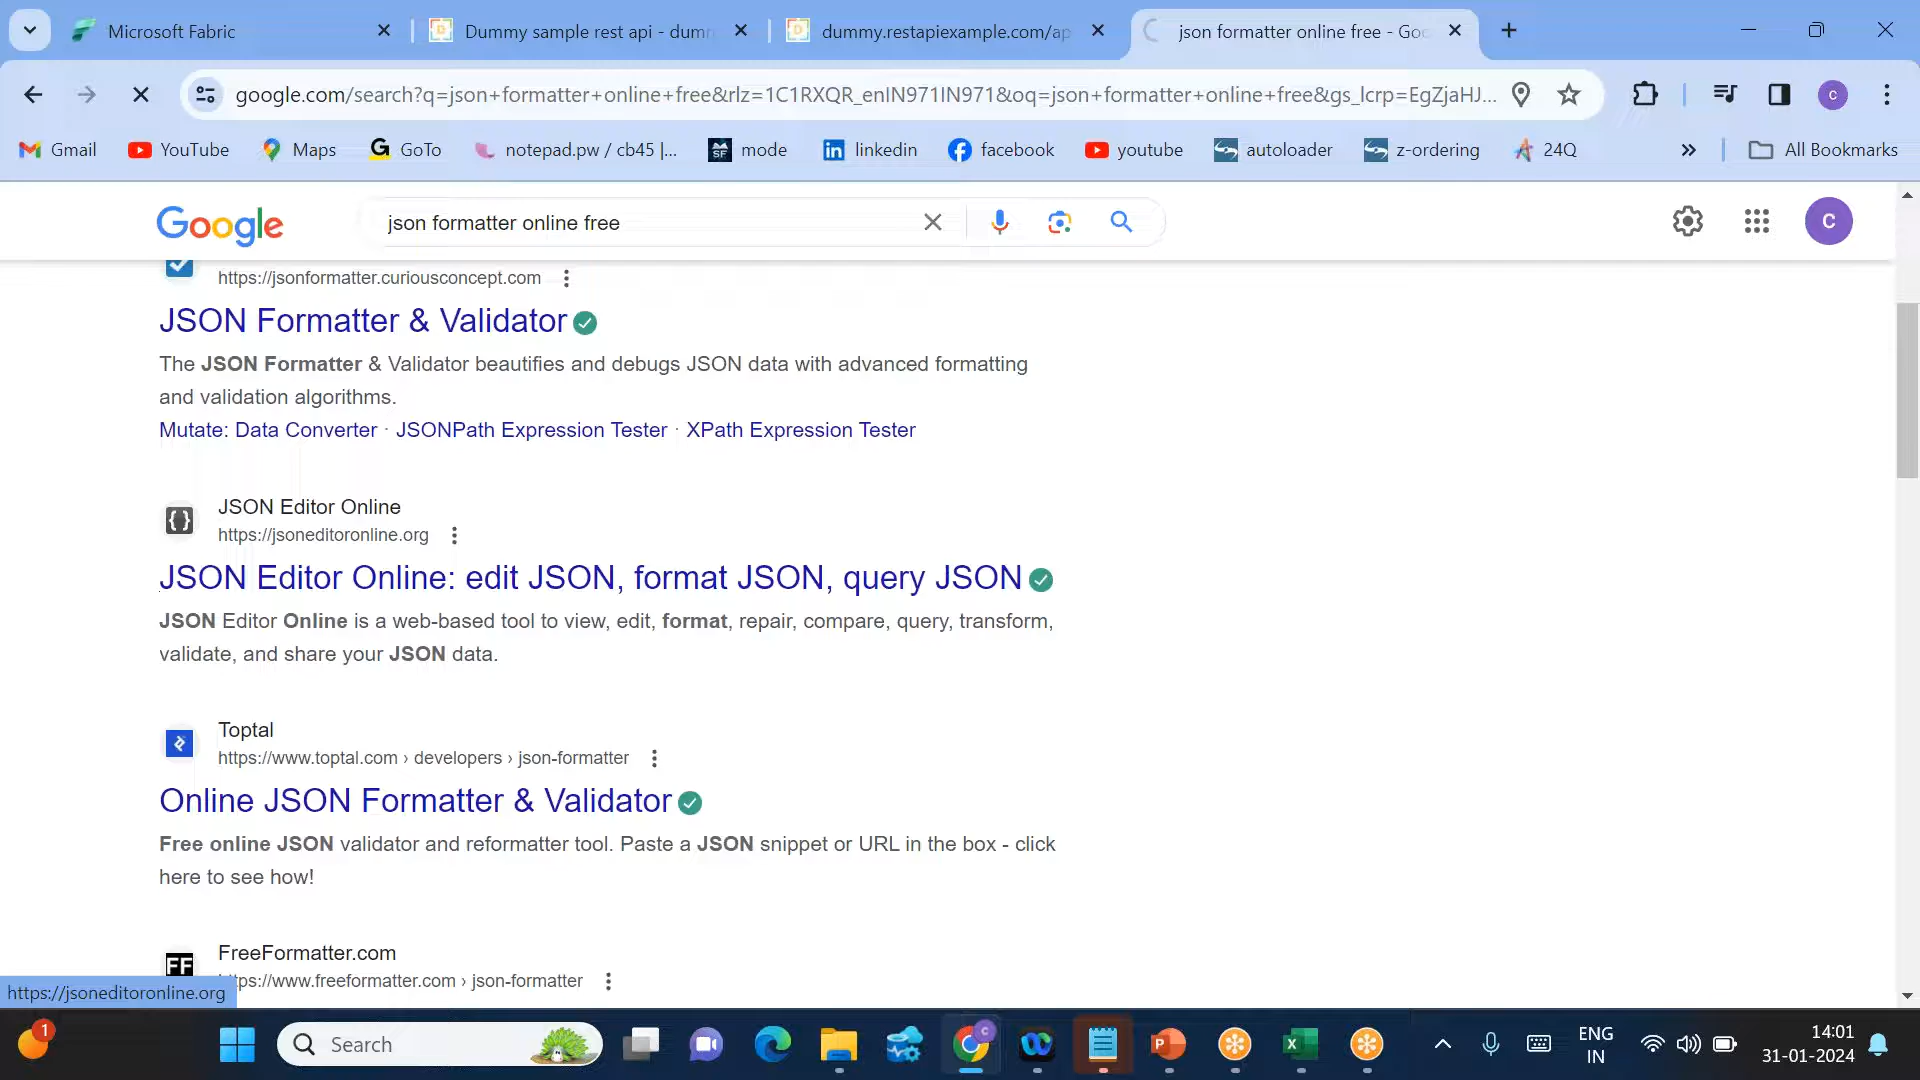 Microsoft Fabric
Dummy sample rest api - dum
dummy.restapiexample.com/ap
json formatter online free - Goo
google.com/search?q=json+formatter+online+free&rlz=1C1RXQR_enIN971IN971&oq=json+formatter+online+free&gs_lcrp=EgZjaHJ...
C
Gmail
YouTube
Maps
GoTo
notepad.pw / cb45 |...
mode
linkedin
facebook
youtube
autoloader
z-ordering
24Q
All Bookmarks
Google
json formatter online free
C
https://jsonformatter.curiousconcept.com
JSON Formatter & Validator
The JSON Formatter & Validator beautifies and debugs JSON data with advanced formatting
and validation algorithms.
Mutate: Data Converter · JSONPath Expression Tester · XPath Expression Tester
JSON Editor Online
https://jsoneditoronline.org
JSON Editor Online: edit JSON, format JSON, query JSON
JSON Editor Online is a web-based tool to view, edit, format, repair, compare, query, transform,
validate, and share your JSON data.
Toptal
https://www.toptal.com › developers › json-formatter
Online JSON Formatter & Validator
Free online JSON validator and reformatter tool. Paste a JSON snippet or URL in the box - click
here to see how!
FF
FreeFormatter.com
tps://www.freeformatter.com › json-formatter
https://jsoneditoronline.org
1
Search
ENG
IN
14:01
31-01-2024